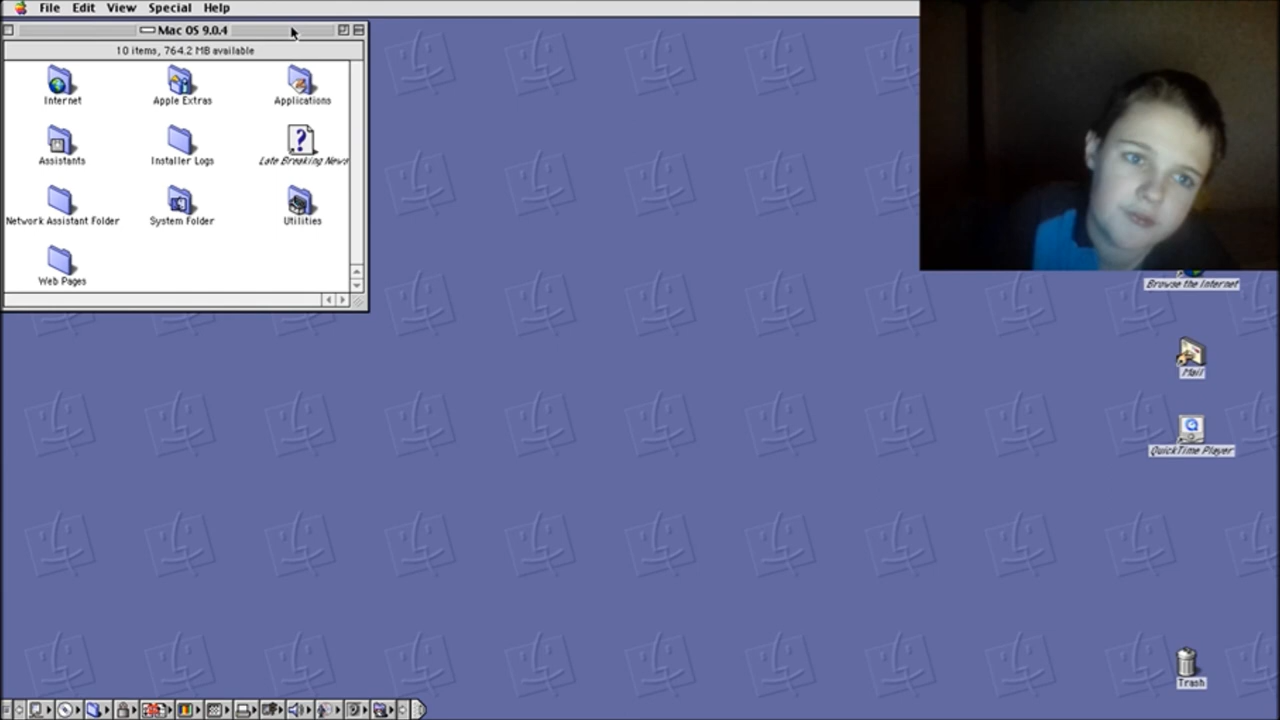 File Edit View Special Help
Mac OS 9.0.4
10 items, 764.2 MB available
Internet Apple Extras Applications
Assistants Installer Logs Late Breaking News
Network Assistant Folder System Folder Utilities
Web Pages
Browse the Internet
Mail
QuickTime Player
Trash